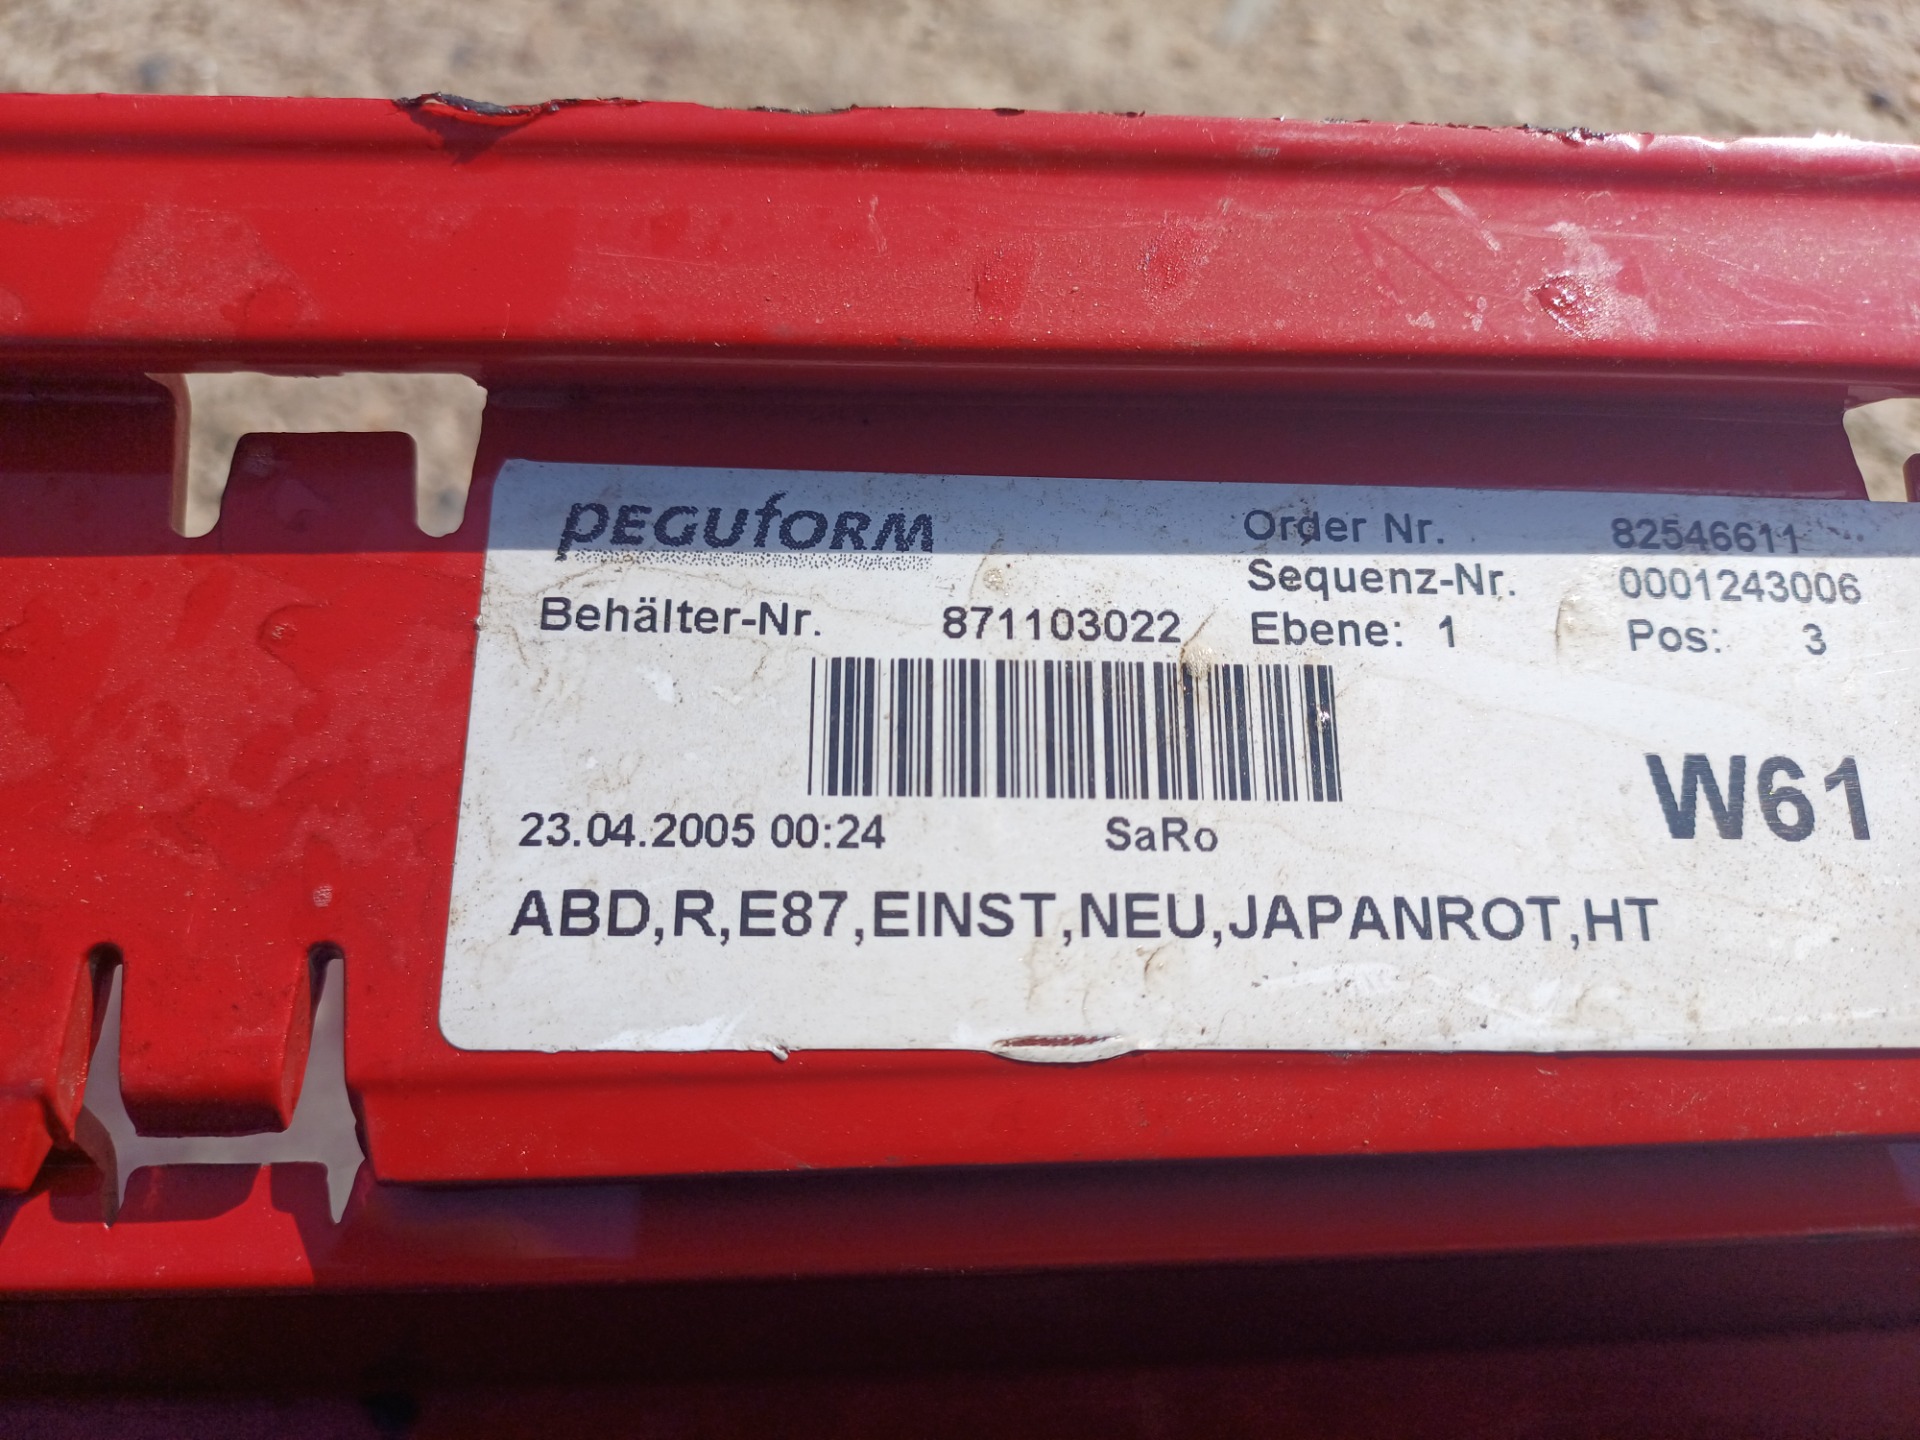 peguform
Order Nr. 82546611
Sequenz-Nr. 0001243006
Behälter-Nr. 871103022 Ebene: 1 Pos: 3
W61
23.04.2005 00:24 SaRo
ABD,R,E87,EINST,NEU,JAPANROT,HT